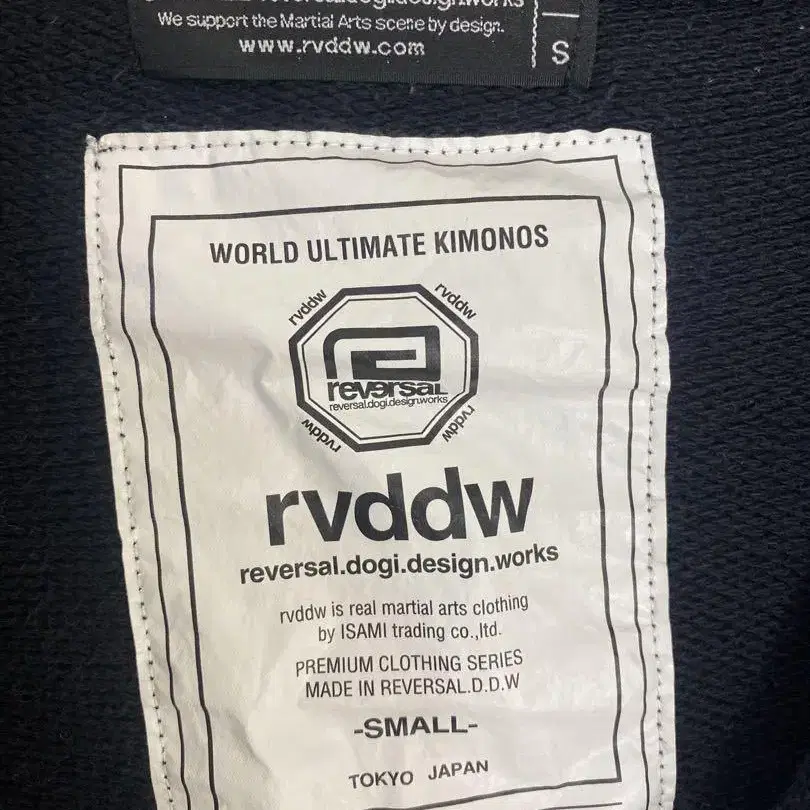 We support the Martial Arts scene by design.
www.rvddw.com
S
WORLD ULTIMATE KIMONOS
rvddw
rvddw
reversal
reversal.dogi.design.works
rvddw
rvddw
rvddw
reversal.dogi.design.works
rvddw is real martial arts clothing
by ISAMI trading co.,ltd.
PREMIUM CLOTHING SERIES
MADE IN REVERSAL.D.D.W
-SMALL-
TOKYO JAPAN